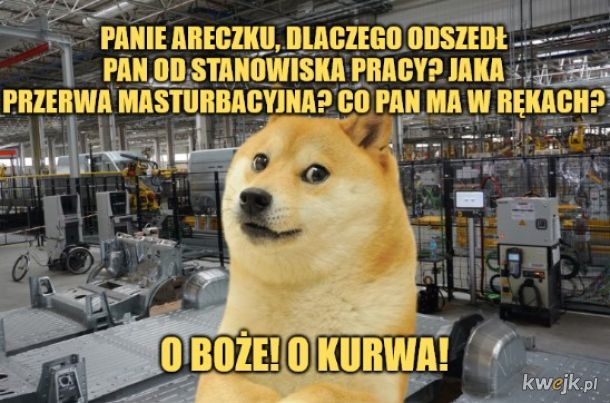 PANIE ARECZKU, DLACZEGO ODSZEDŁ
PAN OD STANOWISKA PRACY? JAKA
PRZERWA MASTURBACYJNA? CO PAN MA W RĘKACH?
O BOŻE! O KURWA!
kwejk.pl